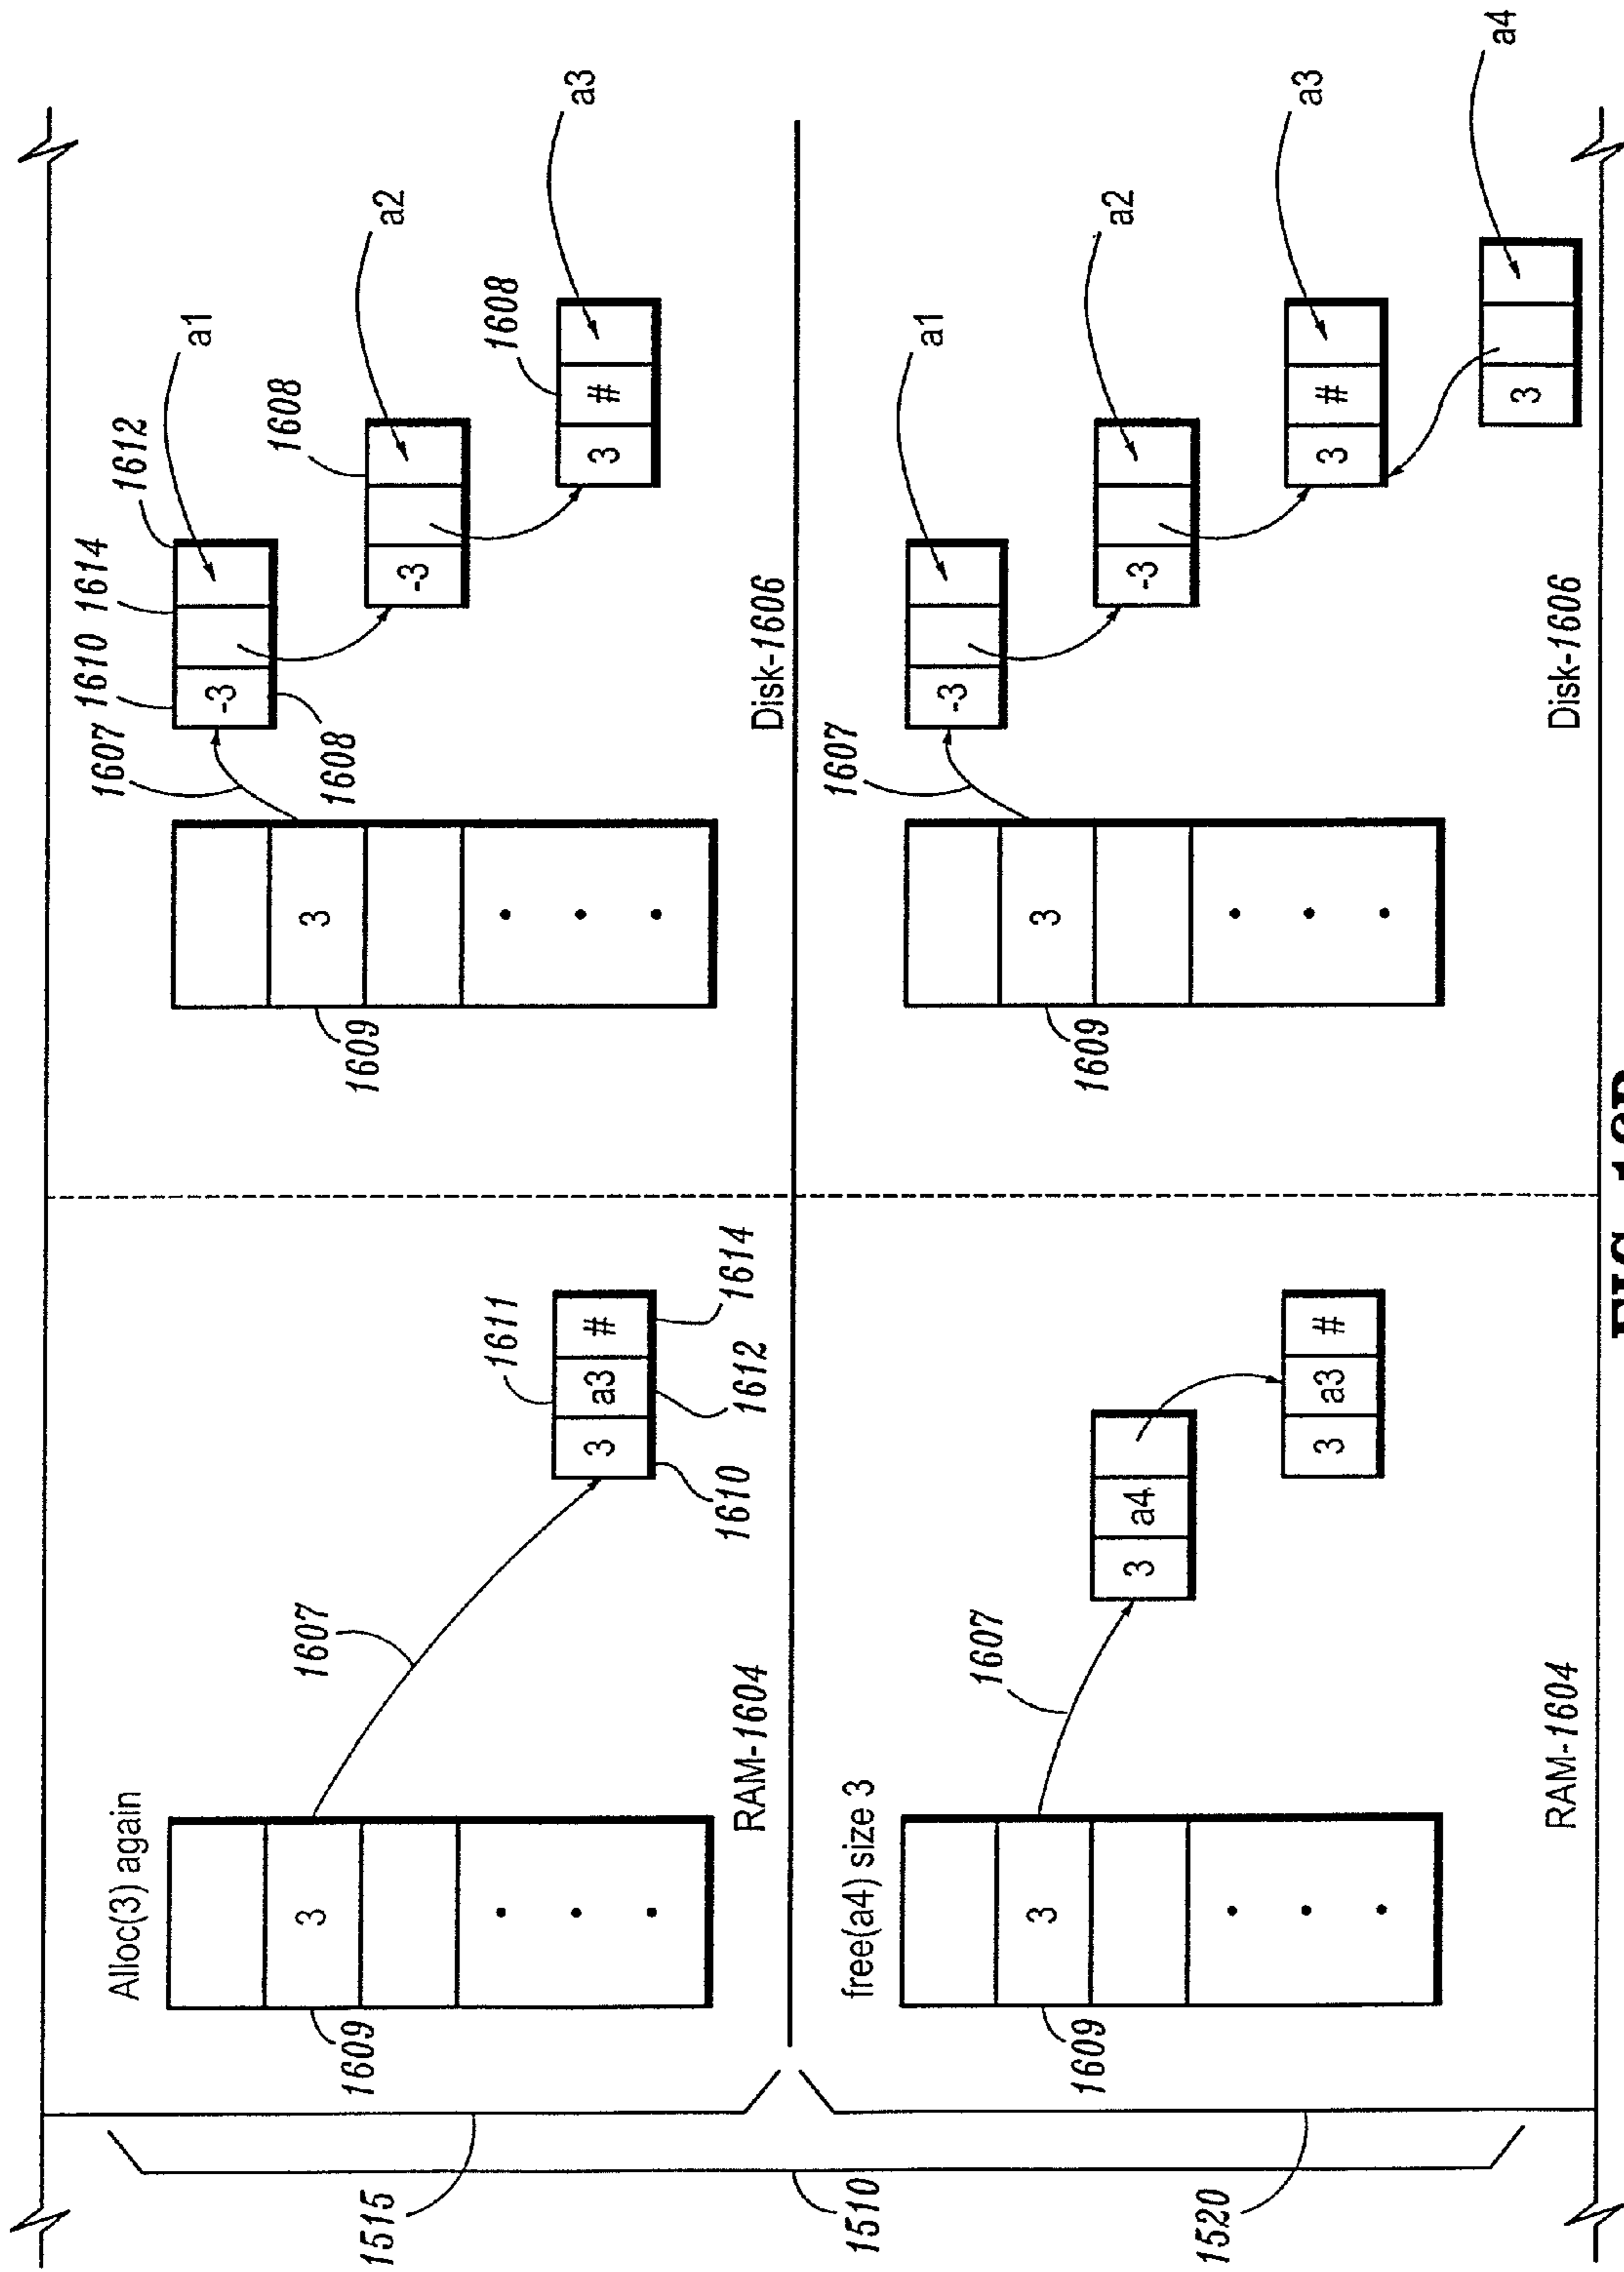 1510
1515
Alloc(3) again
1609
3
1607
1611
3 a3 #
1610
1612
1614
RAM-1604
1609
3
1607
1610
1614
1612
-3
1608
a1
1608
-3
a2
1608
3 #
a3
Disk-1606
1520
free(a4) size 3
1609
3
1607
3 a4
3 a3 #
RAM-1604
1609
3
1607
-3
a1
-3
a2
3 #
a3
3
a4
Disk-1606